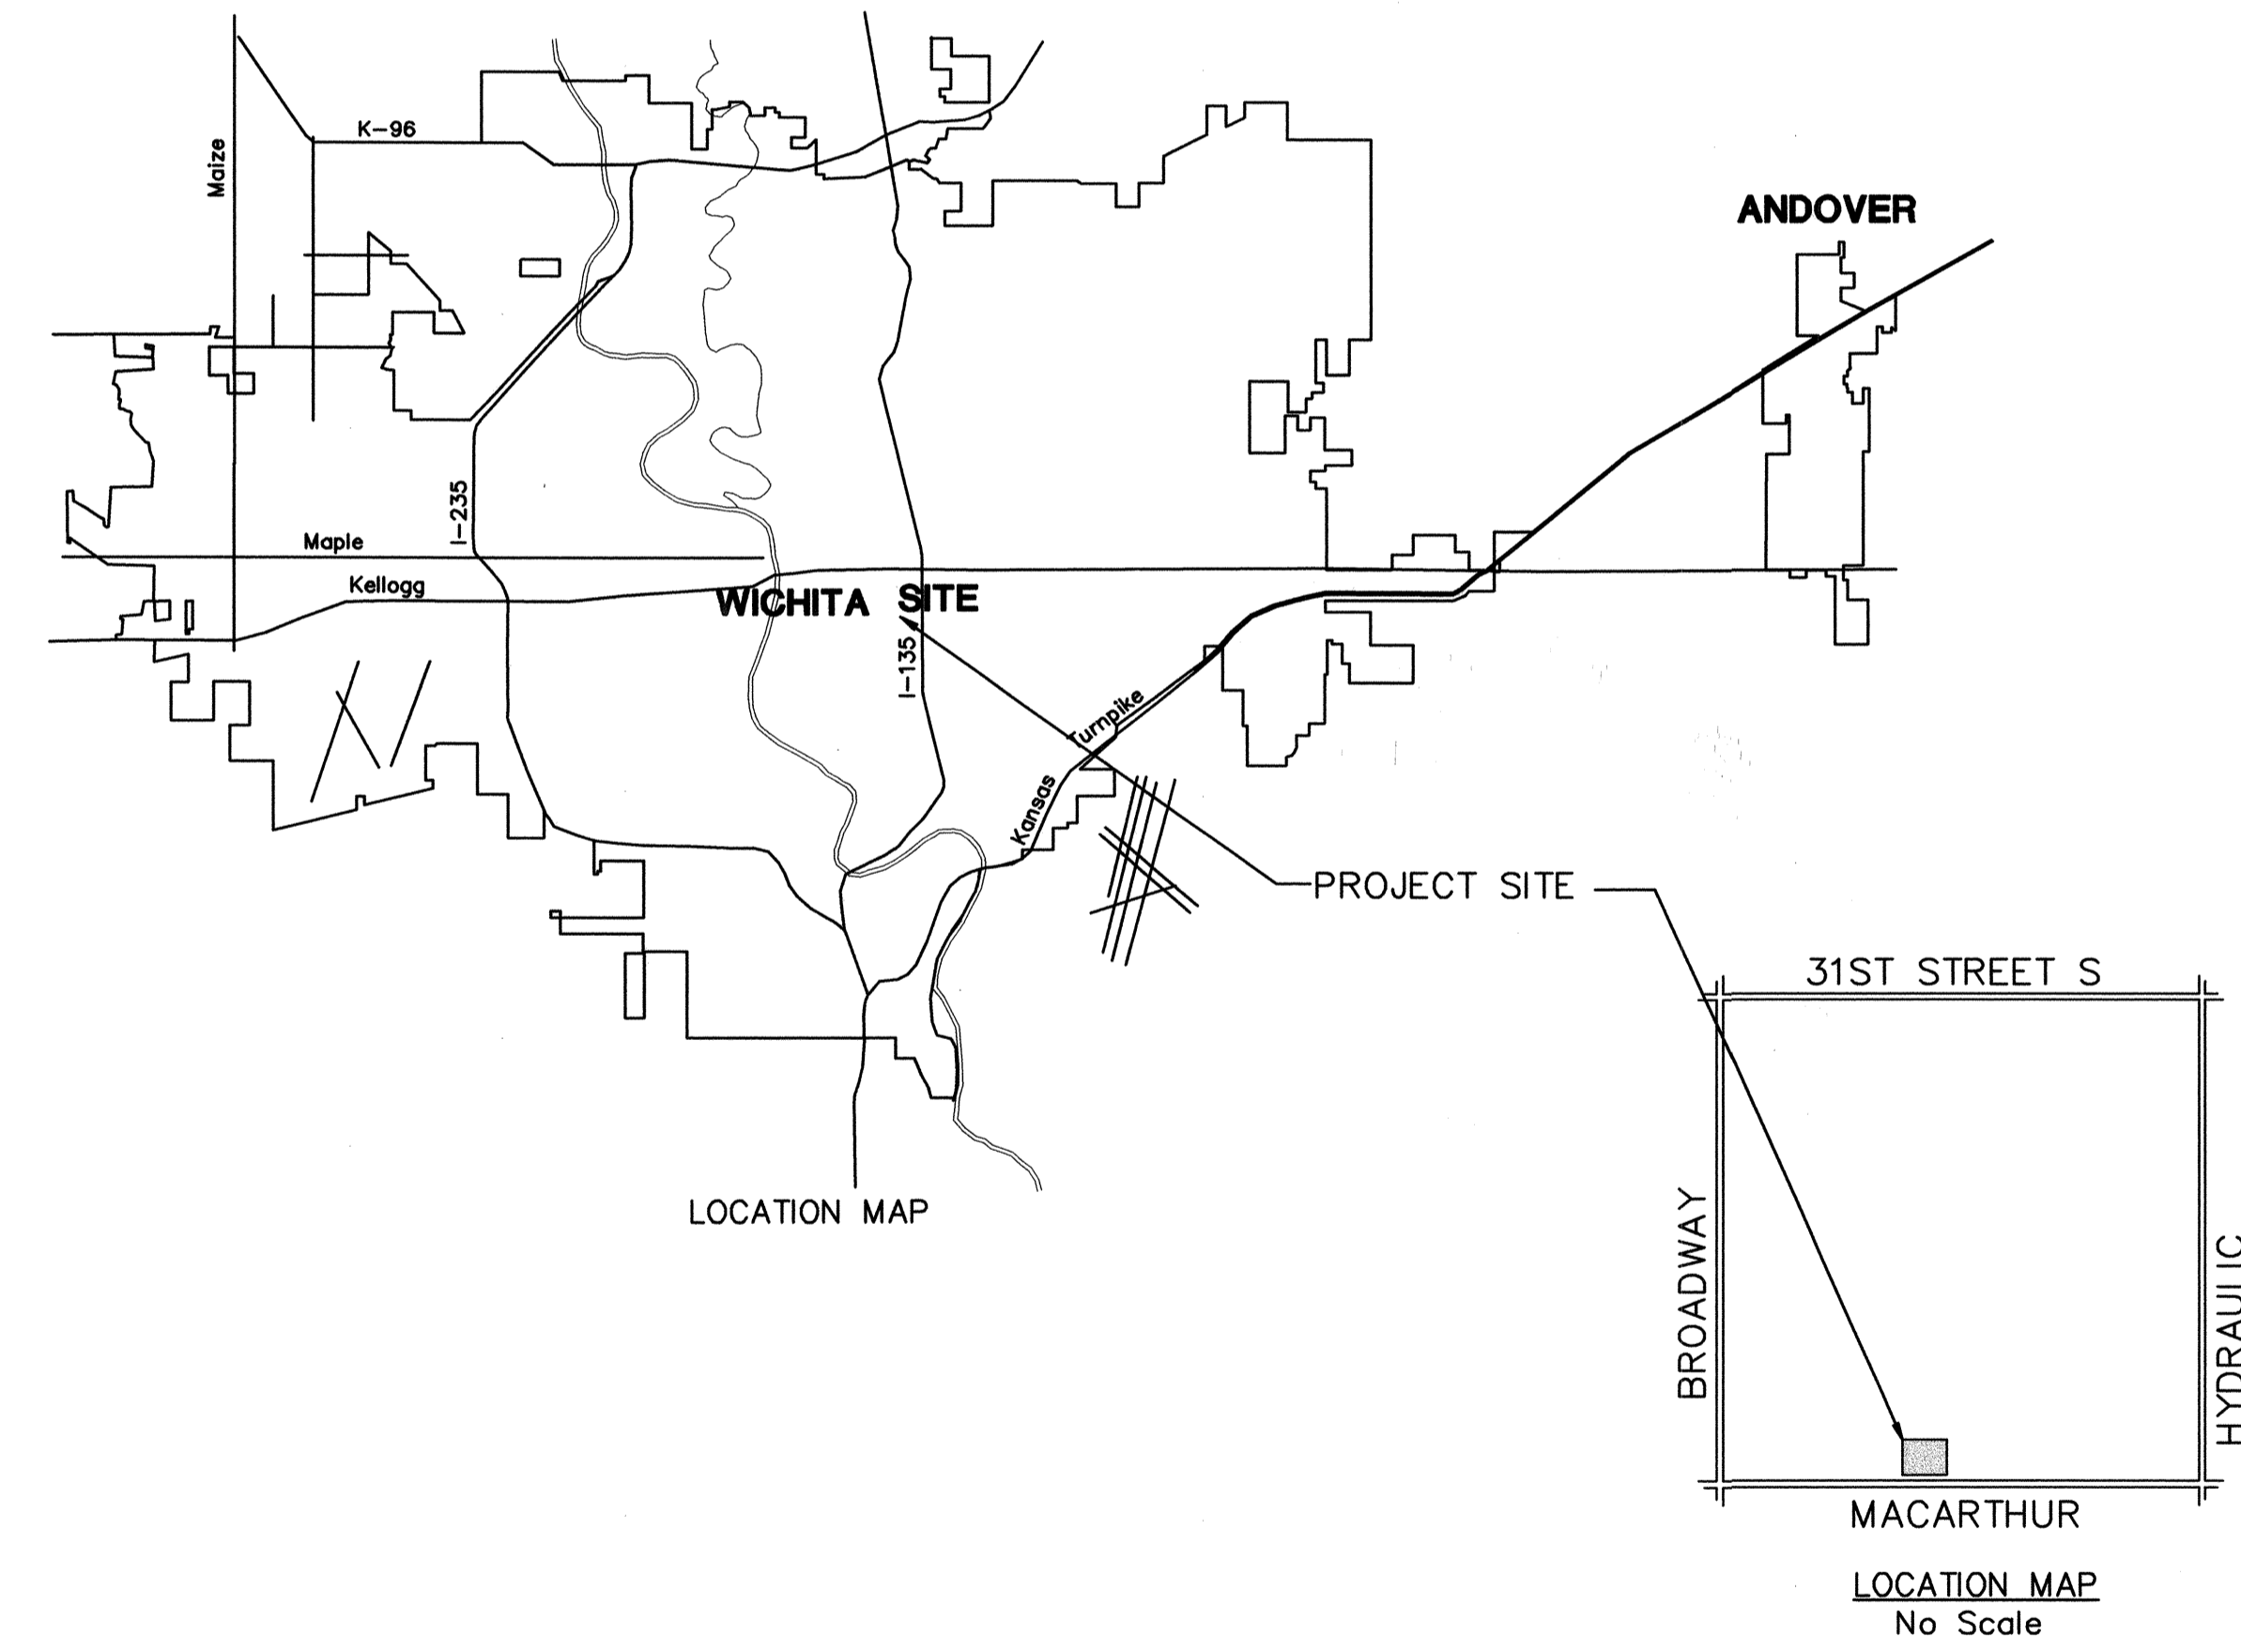 K-96
Maize
ANDOVER
I-235
Maple
Kellogg
WICHITA SITE
I-135
Turnpike
Kansas
PROJECT SITE
31ST STREET S
BROADWAY
HYDRAULIC
MACARTHUR
LOCATION MAP
LOCATION MAP
No Scale